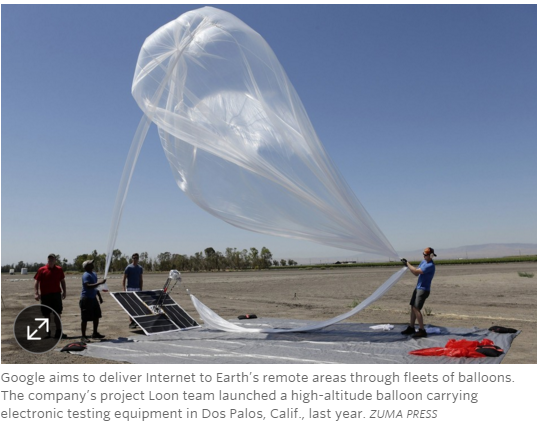 Google aims to deliver Internet to Earth's remote areas through fleets of balloons.
The company's project Loon team launched a high-altitude balloon carrying
electronic testing equipment in Dos Palos, Calif., last year. ZUMA PRESS